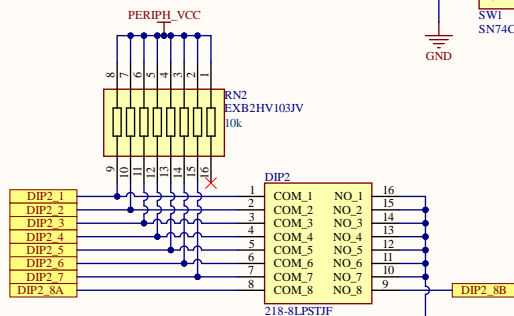 PERIPH_VCC
SW1
SN74C
GND
8 7 6 5 4 3 2 1
RN2
EXB2HV103JV
10k
9 10 11 12 13 14 15 16
DIP2
DIP2_1 1 COM_1 NO_1 16
DIP2_2 2 COM_2 NO_2 15
DIP2_3 3 COM_3 NO_3 14
DIP2_4 4 COM_4 NO_4 13
DIP2_5 5 COM_5 NO_5 12
DIP2_6 6 COM_6 NO_6 11
DIP2_7 7 COM_7 NO_7 10
DIP2_8A 8 COM_8 NO_8 9 DIP2_8B
218-8LPSTJF